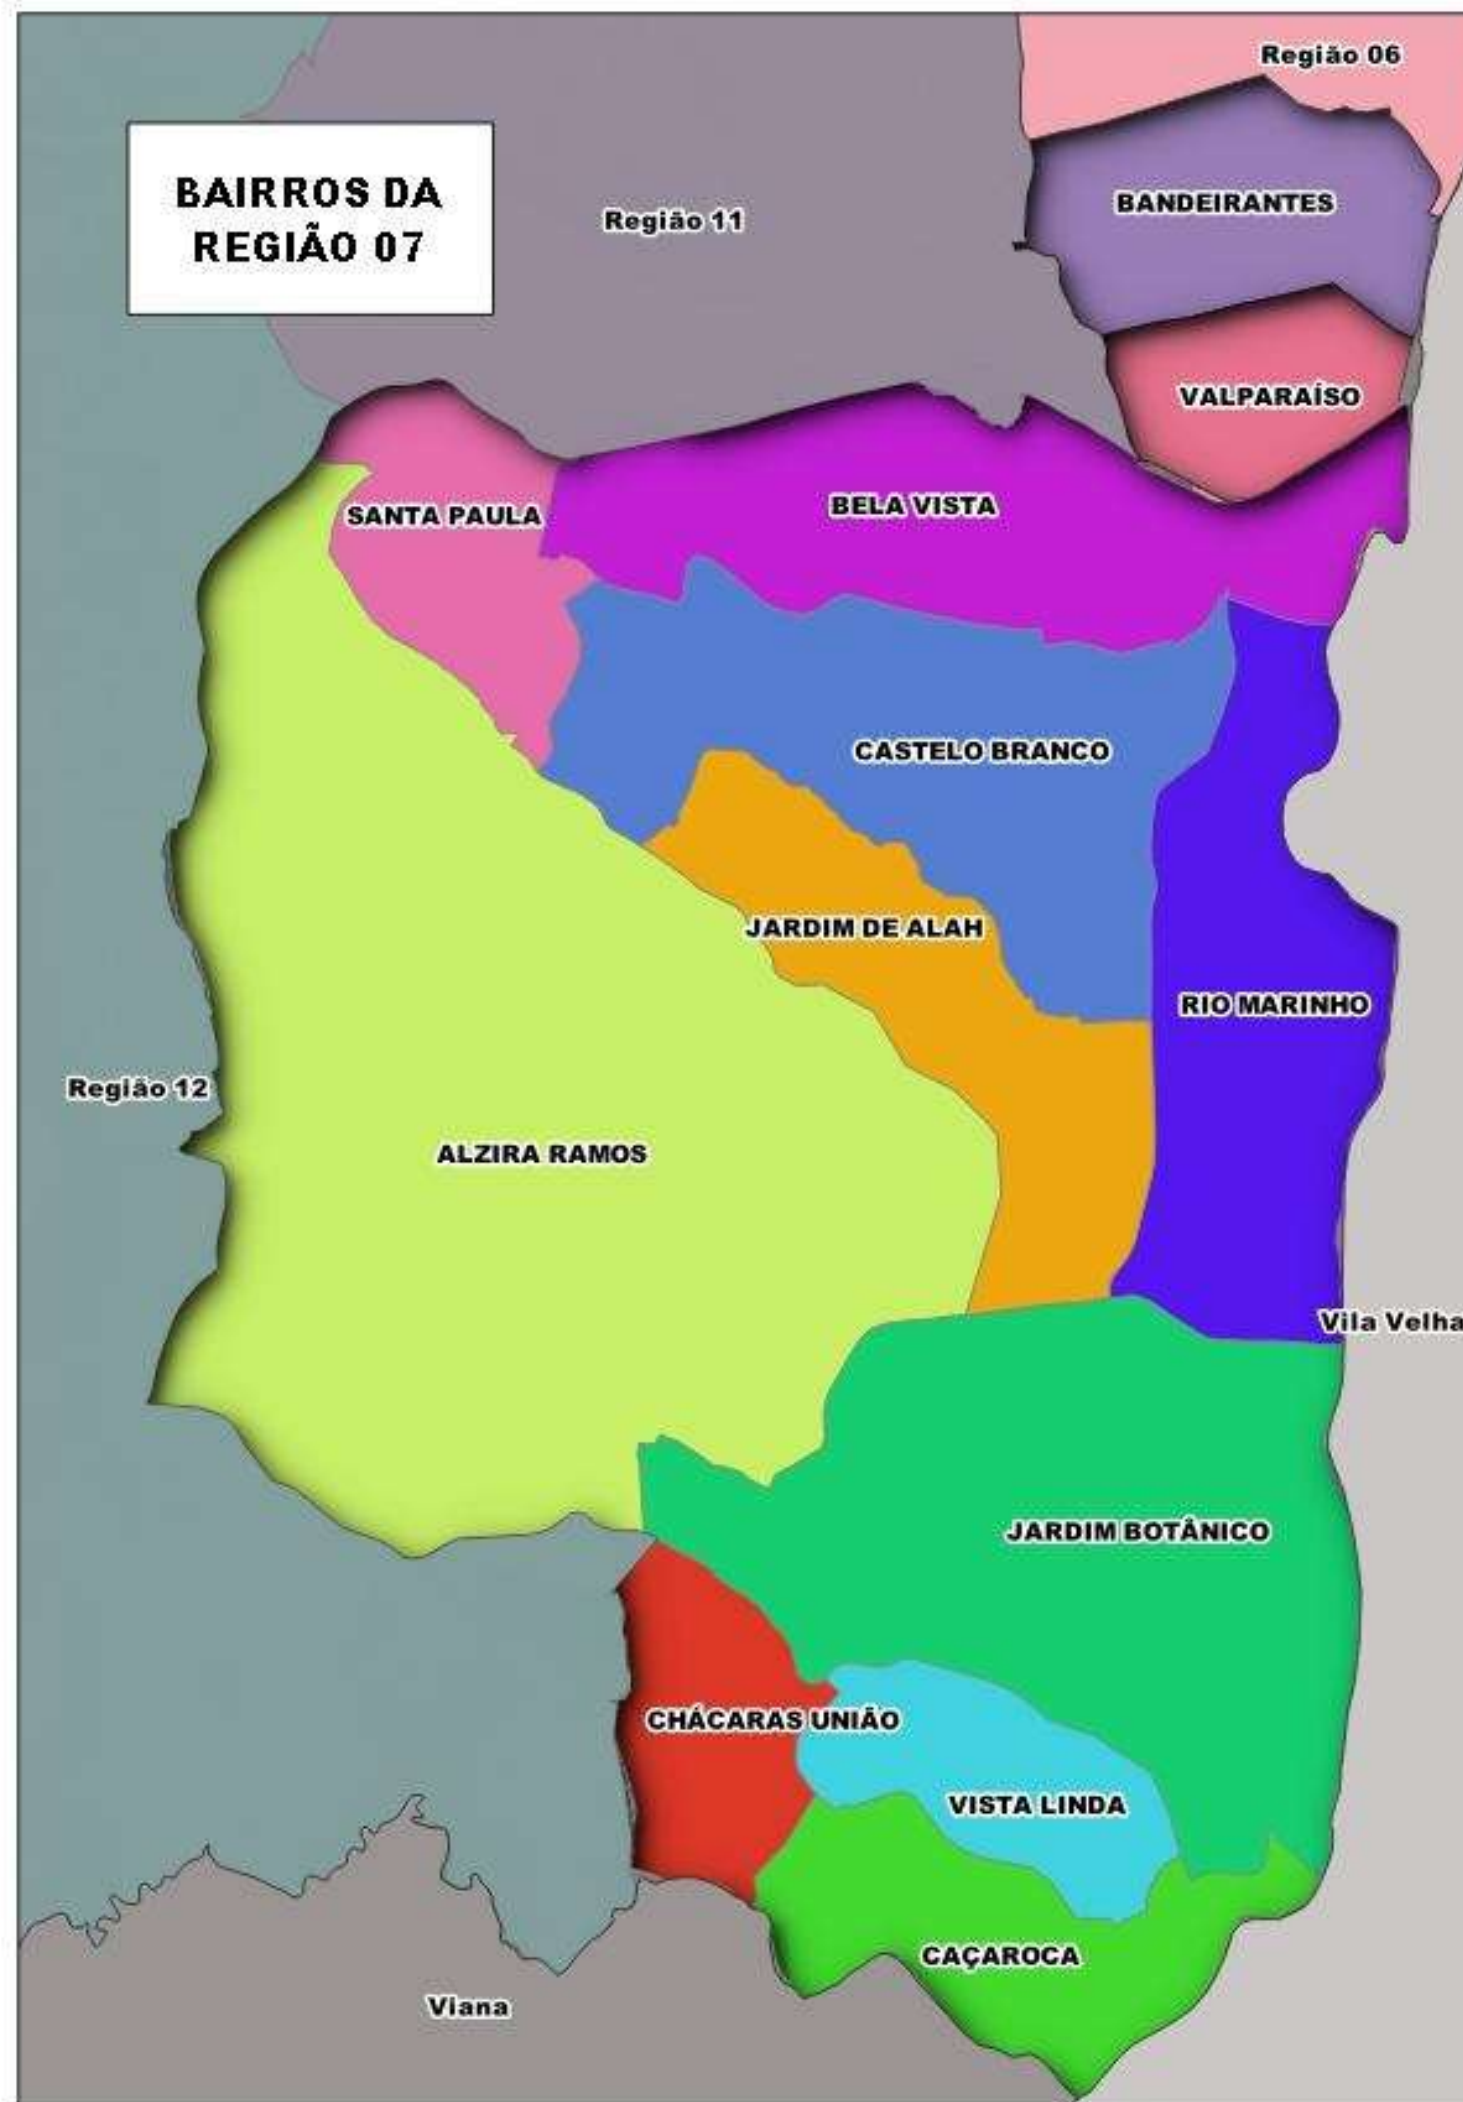 Região 06
BAIRROS DA
REGIÃO 07
BANDEIRANTES
Região 11
VALPARAÍSO
SANTA PAULA
BELA VISTA
CASTELO BRANCO
JARDIM DE ALAH
RIO MARINHO
Região 12
ALZIRA RAMOS
Vila Velha
JARDIM BOTÂNICO
CHÁCARAS UNIÃO
VISTA LINDA
CAÇAROCA
Viana